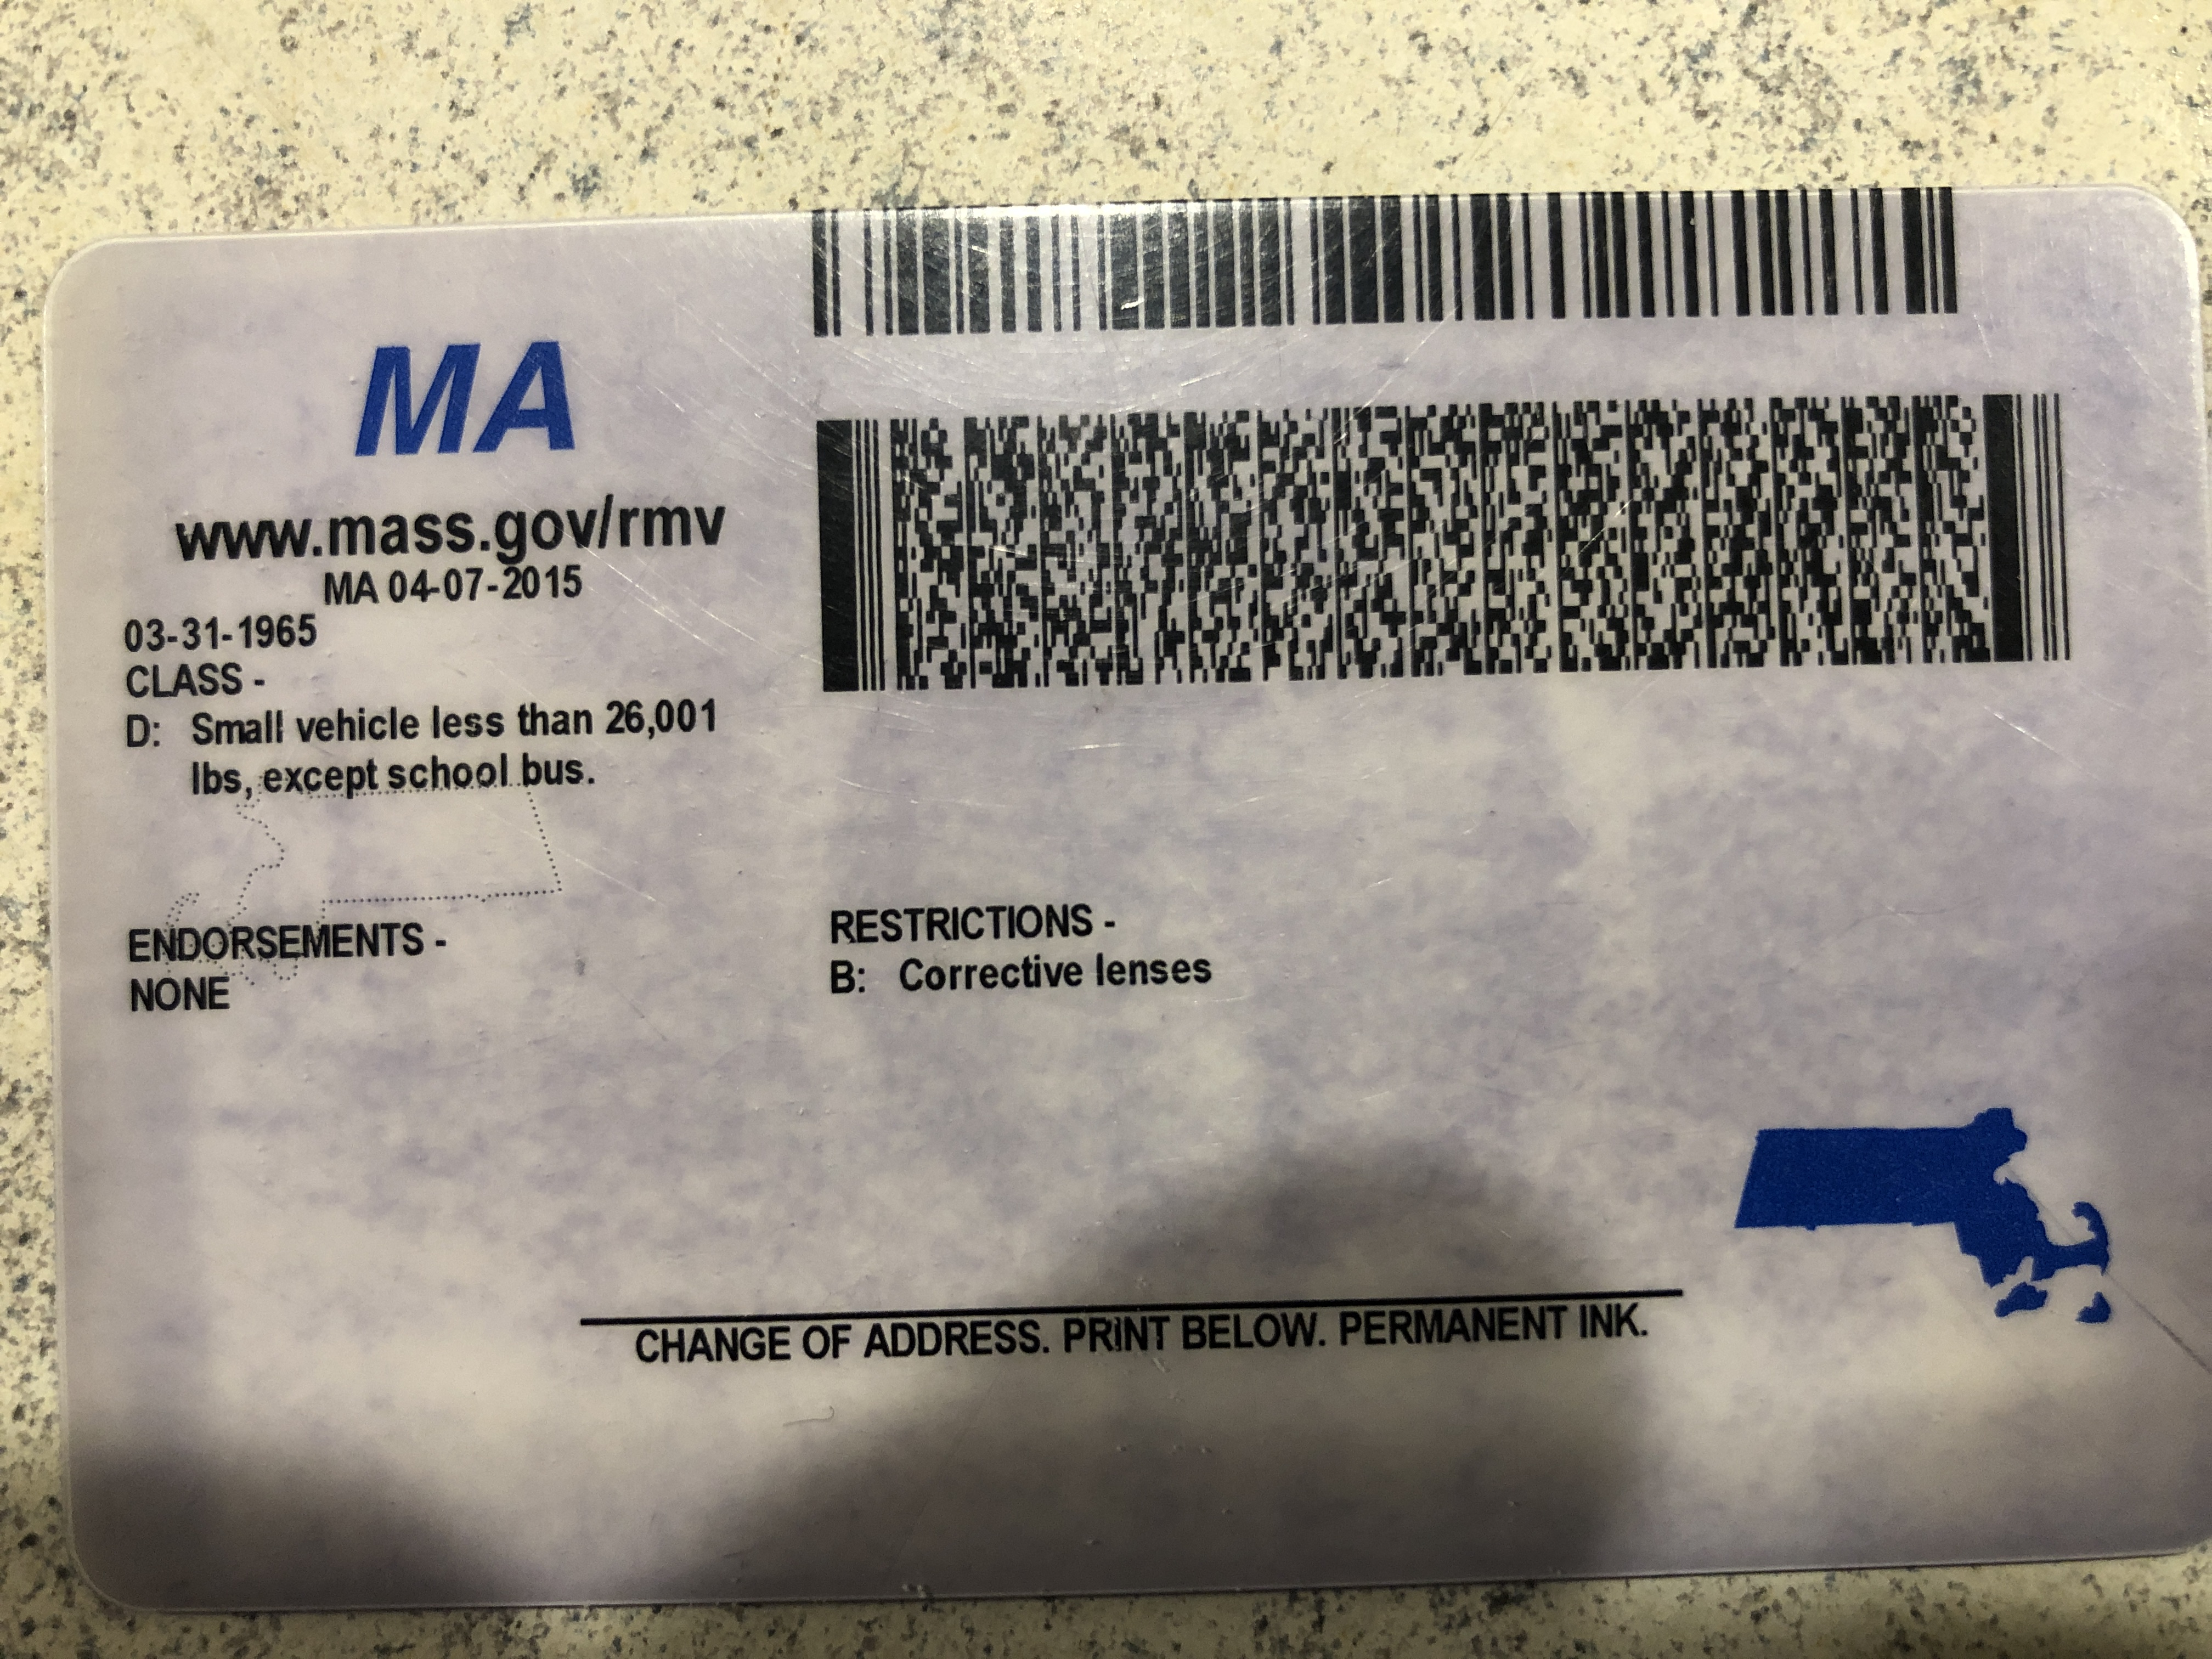 MA
www.mass.gov/rmv
MA 04-07-2015
03-31-1965
CLASS -
D: Small vehicle less than 26,001
lbs, except school bus.
ENDORSEMENTS -
NONE
RESTRICTIONS -
B: Corrective lenses
CHANGE OF ADDRESS. PRINT BELOW. PERMANENT INK.